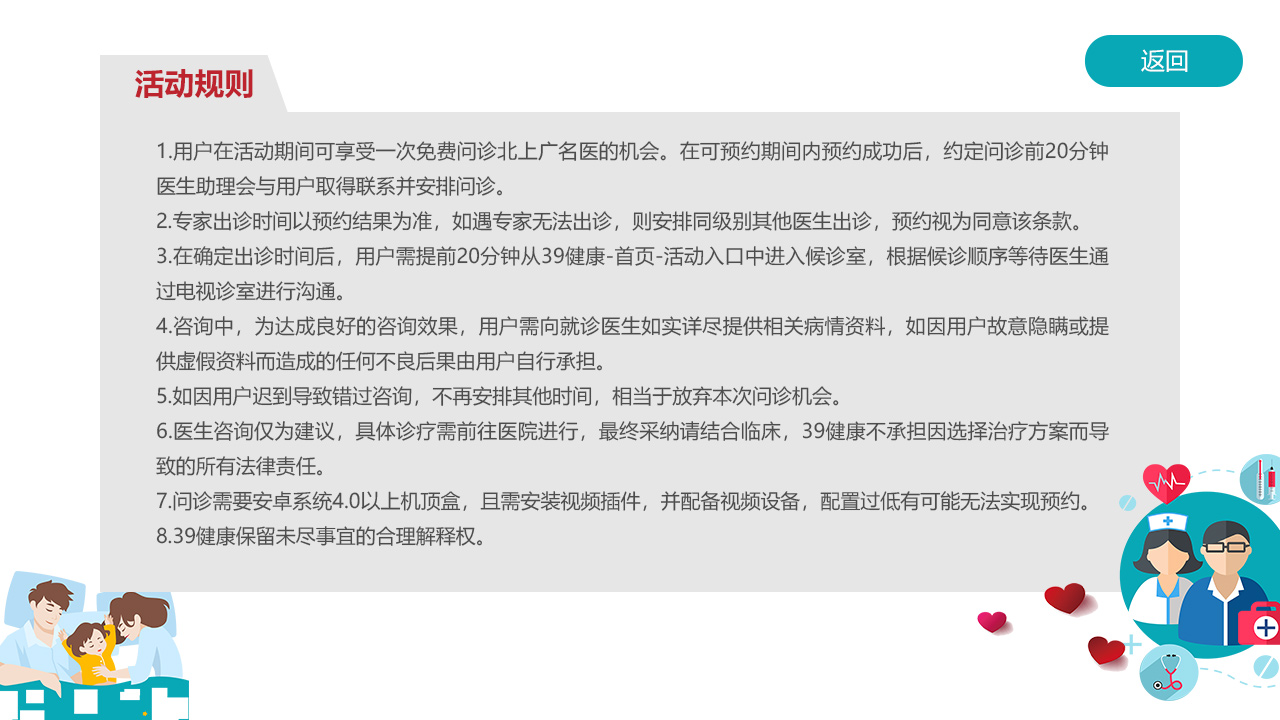 返回
活动规则
1.用户在活动期间可享受一次免费问诊北上广名医的机会。在可预约期间内预约成功后，约定问诊前20分钟
医生助理会与用户取得联系并安排问诊。
2.专家出诊时间以预约结果为准，如遇专家无法出诊，则安排同级别其他医生出诊，预约视为同意该条款。
3.在确定出诊时间后，用户需提前20分钟从39健康-首页-活动入口中进入候诊室，根据候诊顺序等待医生通
过电视诊室进行沟通。
4.咨询中，为达成良好的咨询效果，用户需向就诊医生如实详尽提供相关病情资料，如因用户故意隐瞒或提
供虚假资料而造成的任何不良后果由用户自行承担。
5.如因用户迟到导致错过咨询，不再安排其他时间，相当于放弃本次问诊机会。
6.医生咨询仅为建议，具体诊疗需前往医院进行，最终采纳请结合临床，39健康不承担因选择治疗方案而导
致的所有法律责任。
7.问诊需要安卓系统4.0以上机顶盒，且需安装视频插件，并配备视频设备，配置过低有可能无法实现预约。
8.39健康保留未尽事宜的合理解释权。